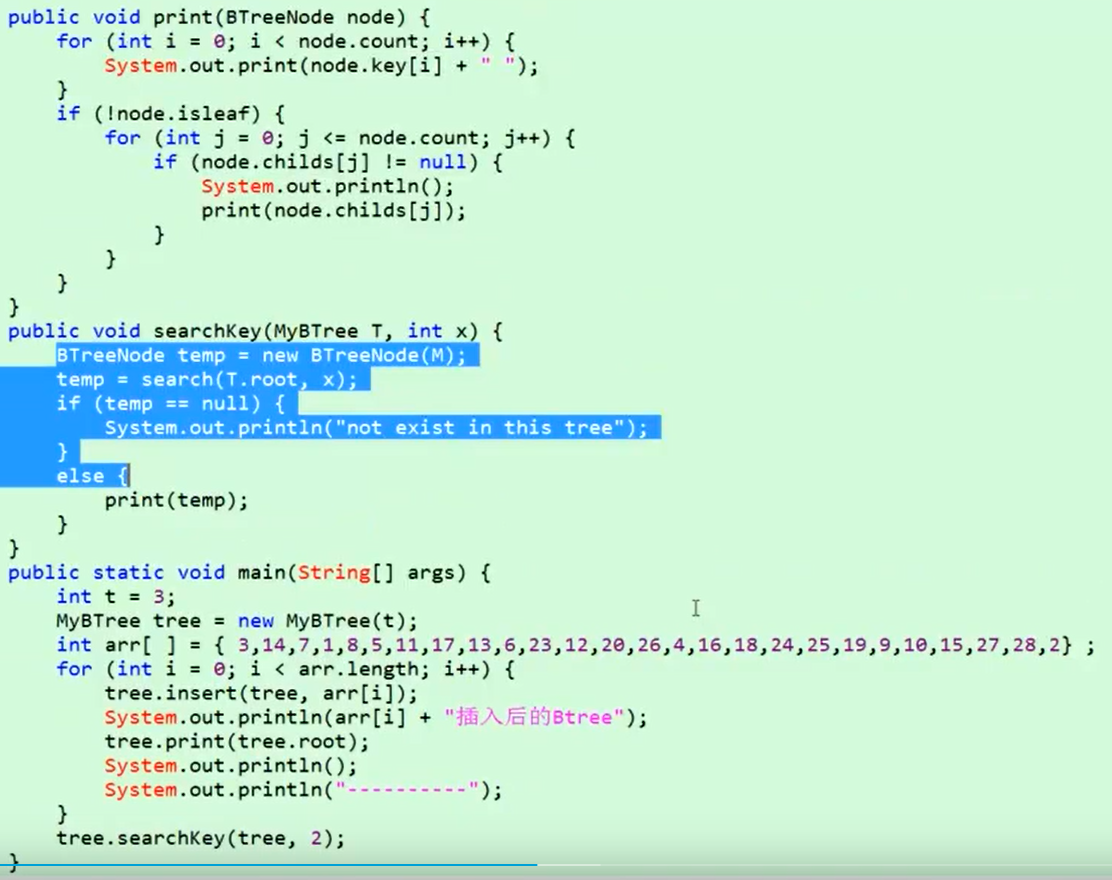 public void print(BTreeNode node) {
    for (int i = 0; i < node.count; i++) {
        System.out.print(node.key[i] + " ");
    }
    if (!node.isleaf) {
        for (int j = 0; j <= node.count; j++) {
            if (node.childs[j] != null) {
                System.out.println();
                print(node.childs[j]);
            }
        }
    }
}
public void searchKey(MyBTree T, int x) {
    BTreeNode temp = new BTreeNode(M);
    temp = search(T.root, x);
    if (temp == null) {
        System.out.println("not exist in this tree");
    }
    else {
        print(temp);
    }
}
public static void main(String[] args) {
    int t = 3;
    MyBTree tree = new MyBTree(t);
    int arr[ ] = { 3,14,7,1,8,5,11,17,13,6,23,12,20,26,4,16,18,24,25,19,9,10,15,27,28,2} ;
    for (int i = 0; i < arr.length; i++) {
        tree.insert(tree, arr[i]);
        System.out.println(arr[i] + "插入后的Btree");
        tree.print(tree.root);
        System.out.println();
        System.out.println("----------");
    }
    tree.searchKey(tree, 2);
}